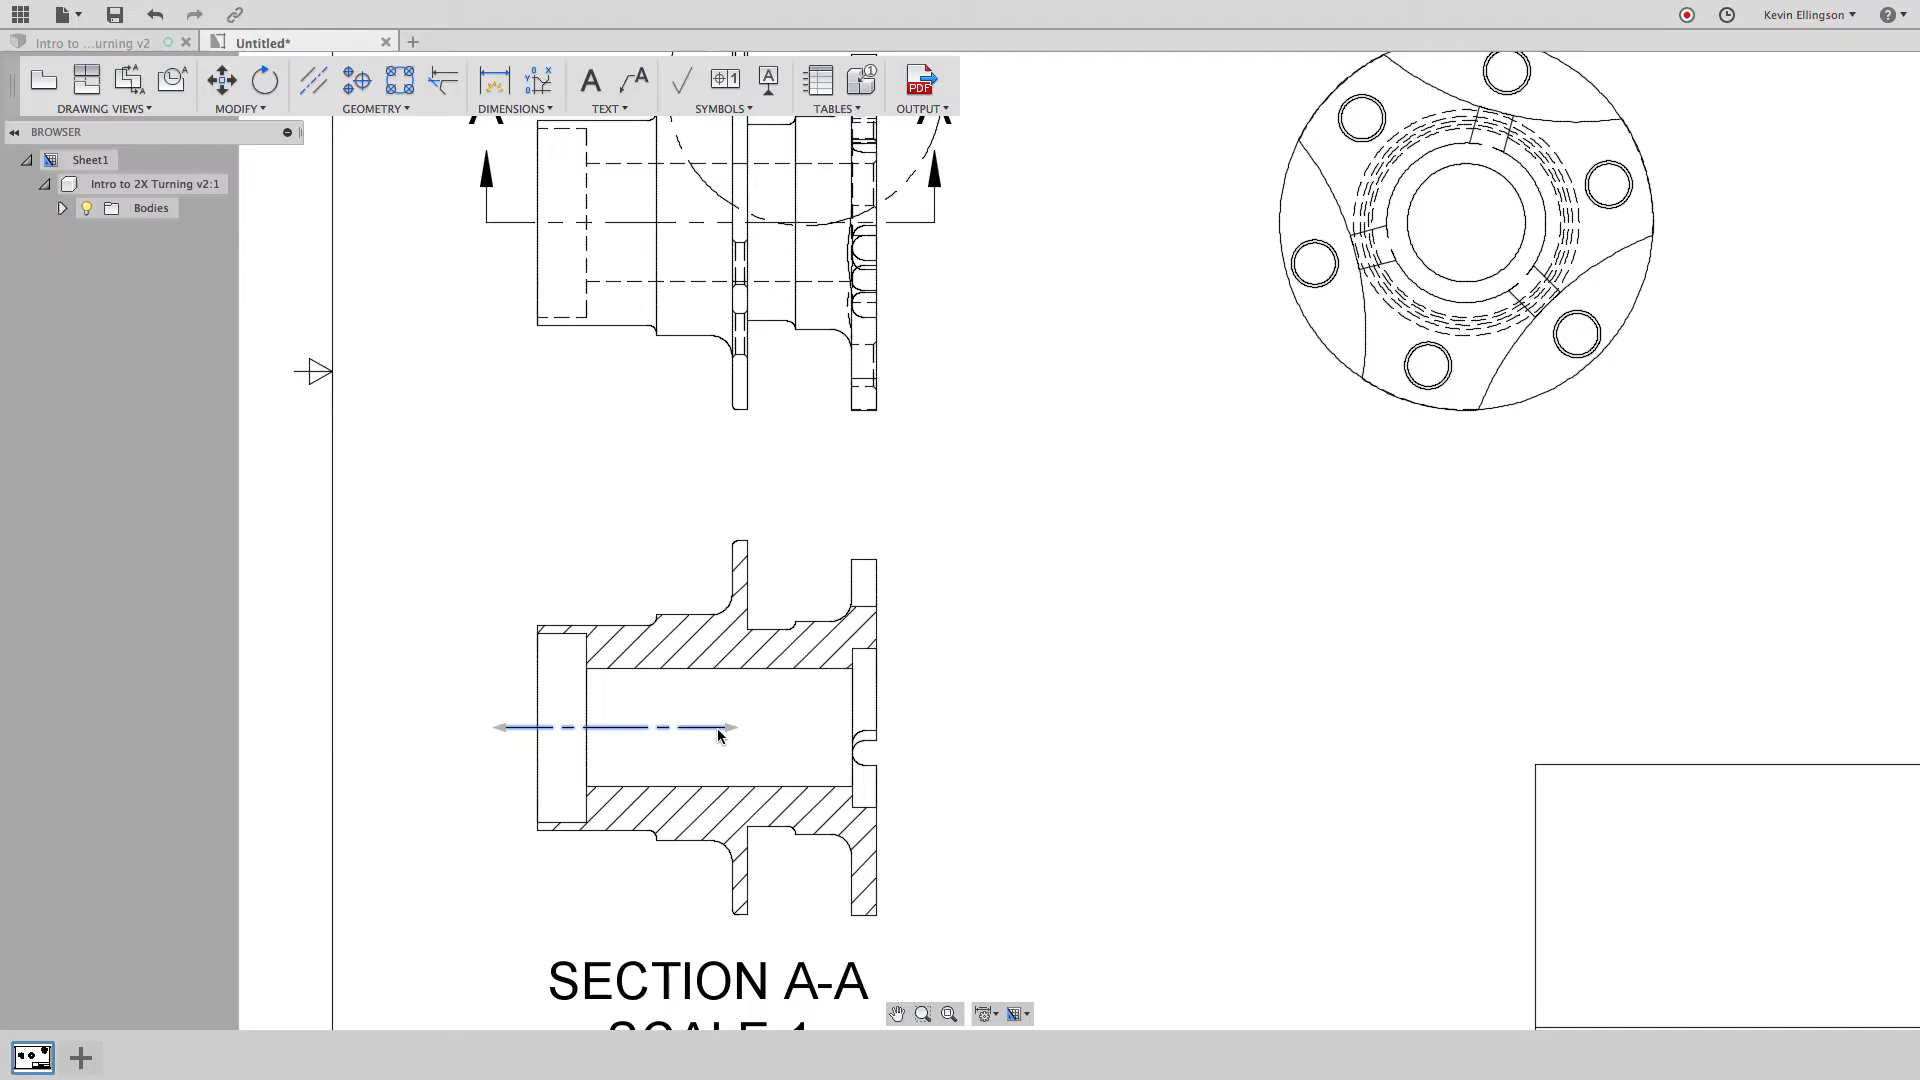 Kevin Ellingson
Intro to ...urning v2
Untitled*
DRAWING VIEWS
MODIFY
GEOMETRY
DIMENSIONS
TEXT
SYMBOLS
TABLES
OUTPUT
PDF
BROWSER
Sheet1
Intro to 2X Turning v2:1
Bodies
SECTION A-A